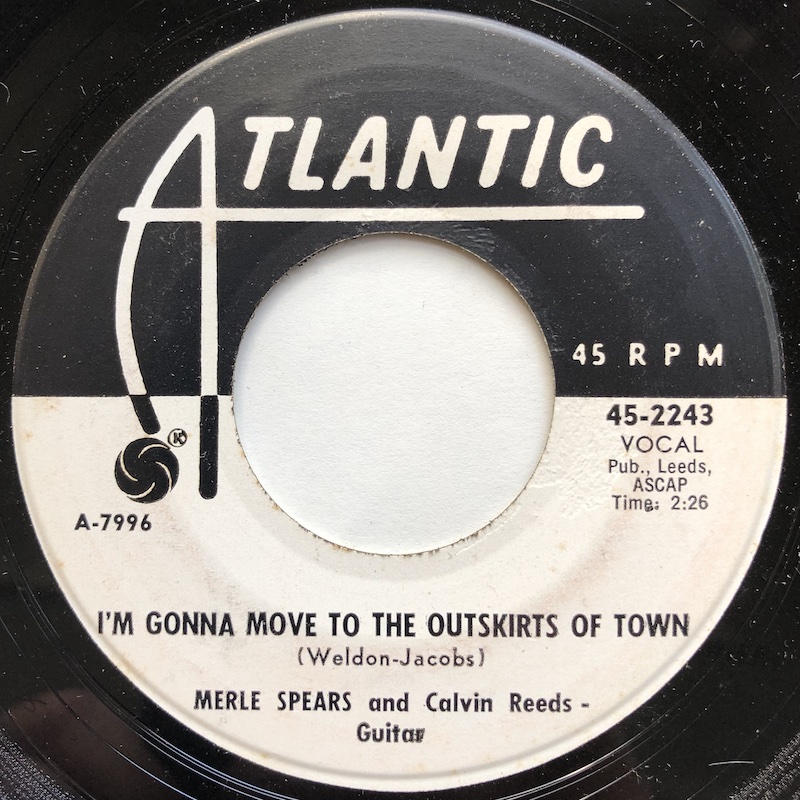 ATLANTIC
45 RPM
45-2243
VOCAL
Pub., Leeds,
ASCAP
Time: 2:26
®
A-7996
I'M GONNA MOVE TO THE OUTSKIRTS OF TOWN
(Weldon-Jacobs)
MERLE SPEARS and Calvin Reeds -
Guitar